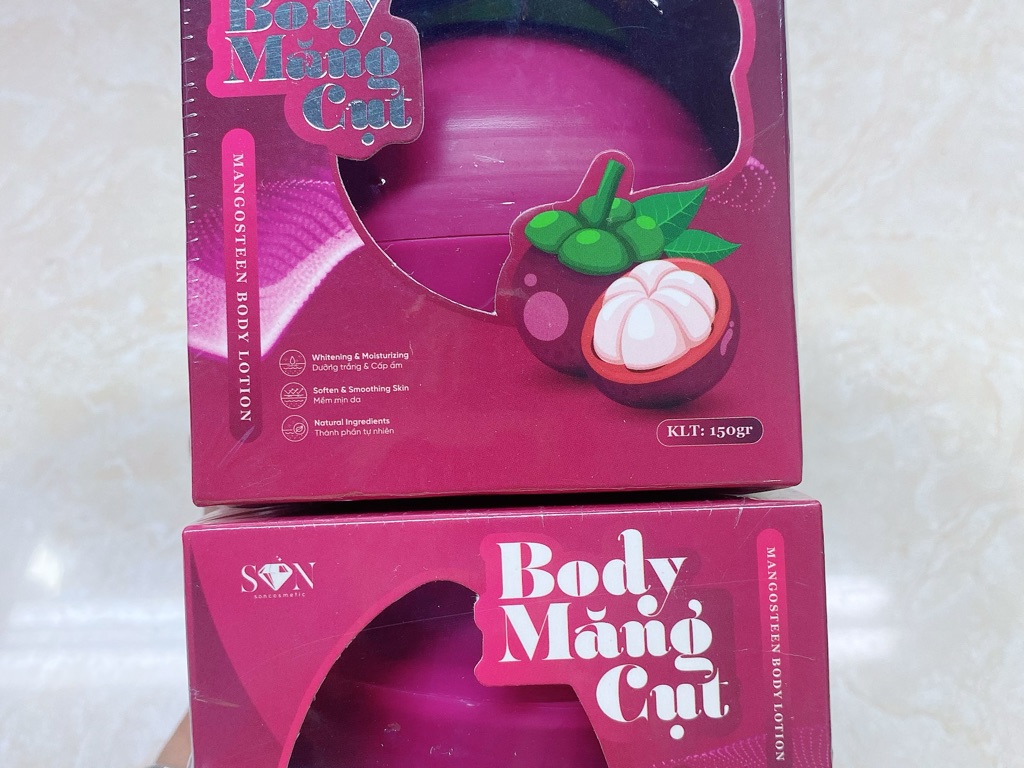 Body
Măng
Cụt
MANGOSTEEN BODY LOTION
Whitening & Moisturizing
Dưỡng trắng & Cấp ẩm
Soften & Smoothing Skin
Mềm mịn da
Natural Ingredients
Thành phần tự nhiên
KLT: 150gr
SON
soncosmetic
Body
Măng
Cụt
MANGOSTEEN BODY LOTION